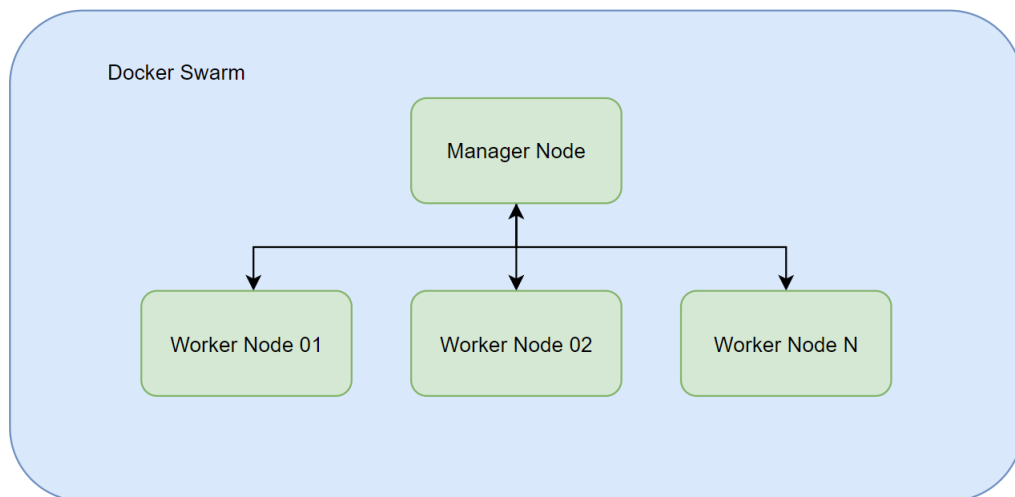 Docker Swarm
Manager Node
Worker Node 01
Worker Node 02
Worker Node N